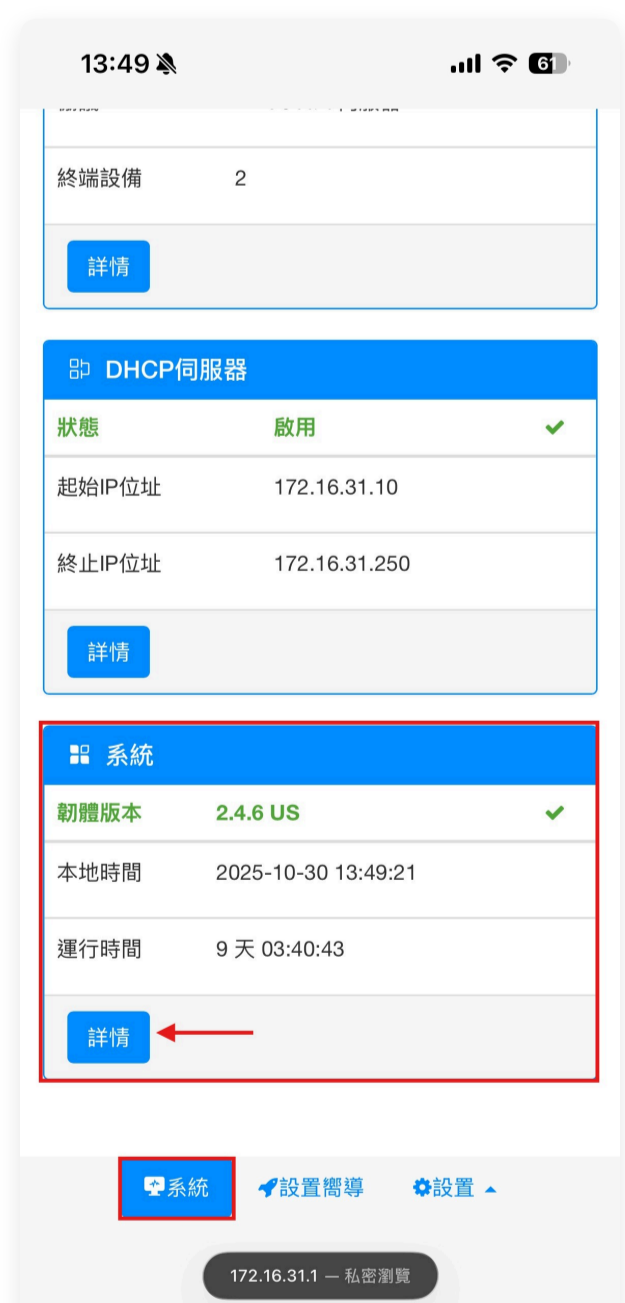 13:49
61
終端設備 2
詳情
DHCP伺服器
狀態 啟用
起始IP位址 172.16.31.10
終止IP位址 172.16.31.250
詳情
系統
韌體版本 2.4.6 US
本地時間 2025-10-30 13:49:21
運行時間 9 天 03:40:43
詳情
系統 設置嚮導 設置
172.16.31.1 — 私密瀏覽